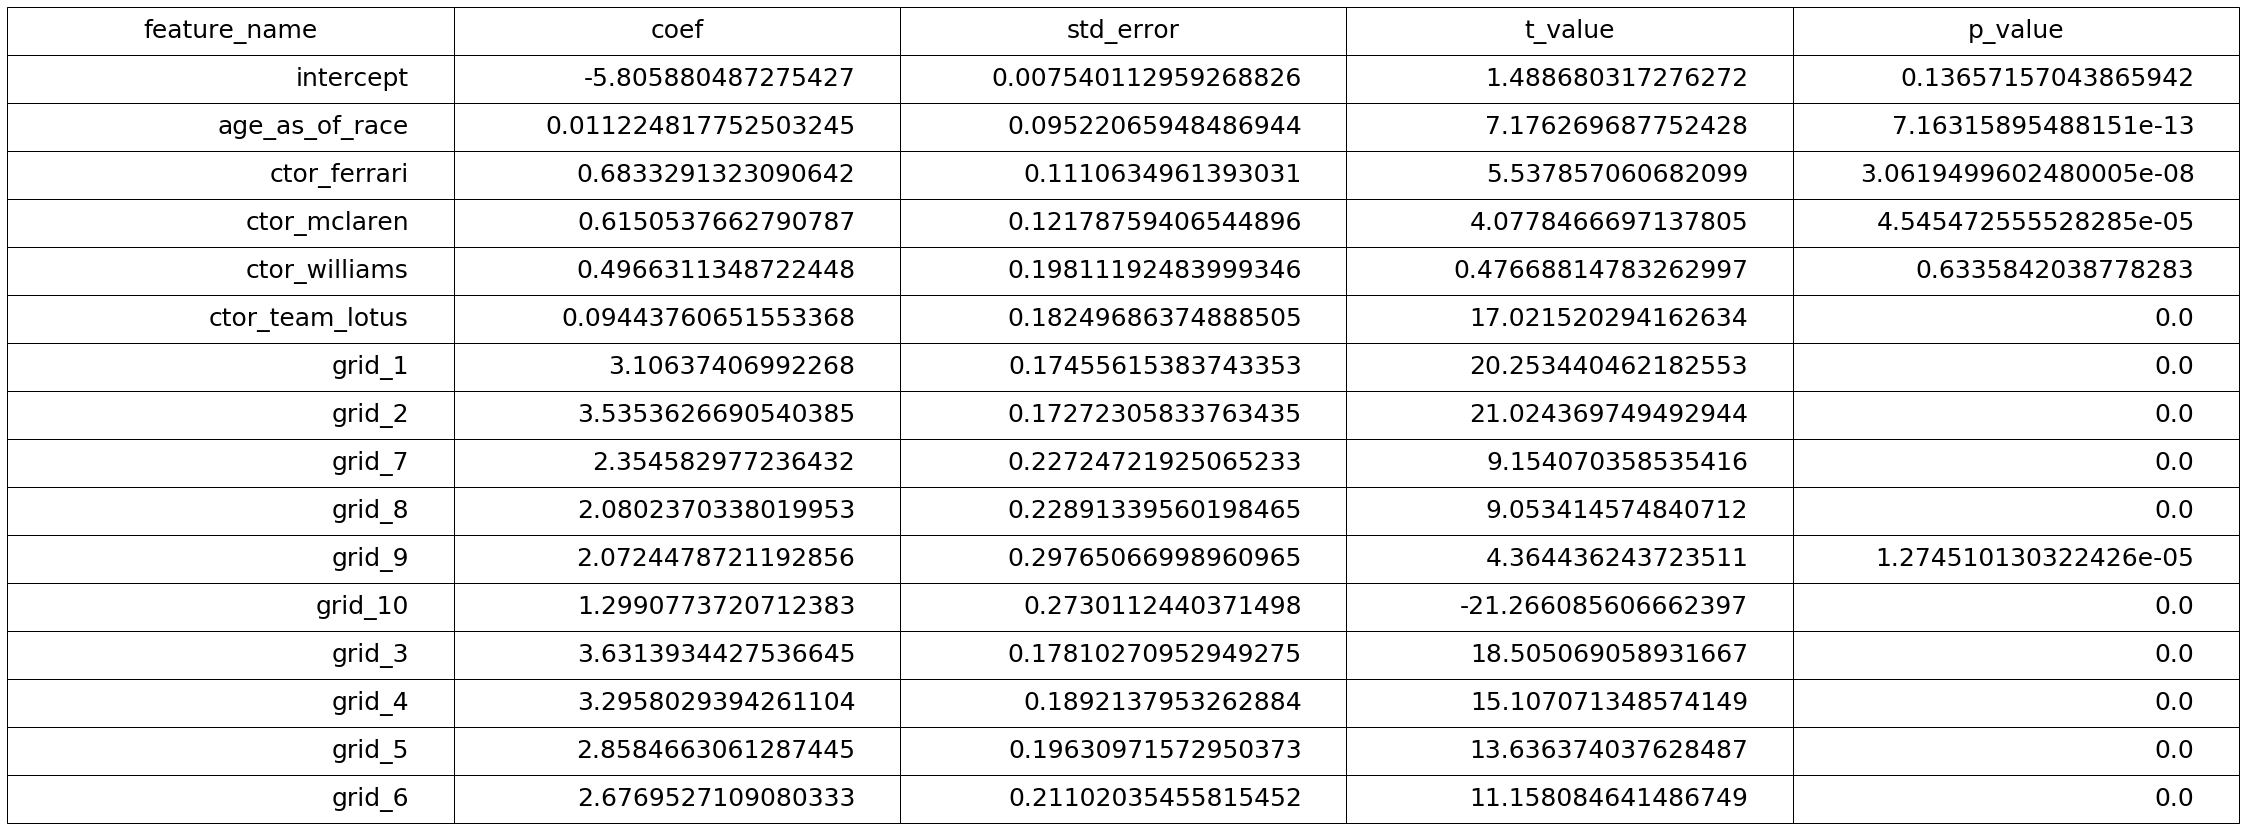 feature_name coef std_error t_value p_value
intercept -5.805880487275427 0.007540112959268826 1.488680317276272 0.13657157043865942
age_as_of_race 0.011224817752503245 0.09522065948486944 7.176269687752428 7.16315895488151e-13
ctor_ferrari 0.6833291323090642 0.1110634961393031 5.537857060682099 3.0619499602480005e-08
ctor_mclaren 0.6150537662790787 0.12178759406544896 4.0778466697137805 4.545472555528285e-05
ctor_williams 0.4966311348722448 0.19811192483999346 0.47668814783262997 0.6335842038778283
ctor_team_lotus 0.09443760651553368 0.18249686374888505 17.021520294162634 0.0
grid_1 3.10637406992268 0.17455615383743353 20.253440462182553 0.0
grid_2 3.5353626690540385 0.17272305833763435 21.024369749492944 0.0
grid_7 2.354582977236432 0.22724721925065233 9.154070358535416 0.0
grid_8 2.0802370338019953 0.22891339560198465 9.053414574840712 0.0
grid_9 2.0724478721192856 0.29765066998960965 4.364436243723511 1.274510130322426e-05
grid_10 1.2990773720712383 0.2730112440371498 -21.266085606662397 0.0
grid_3 3.6313934427536645 0.17810270952949275 18.505069058931667 0.0
grid_4 3.2958029394261104 0.1892137953262884 15.107071348574149 0.0
grid_5 2.8584663061287445 0.19630971572950373 13.636374037628487 0.0
grid_6 2.6769527109080333 0.21102035455815452 11.158084641486749 0.0